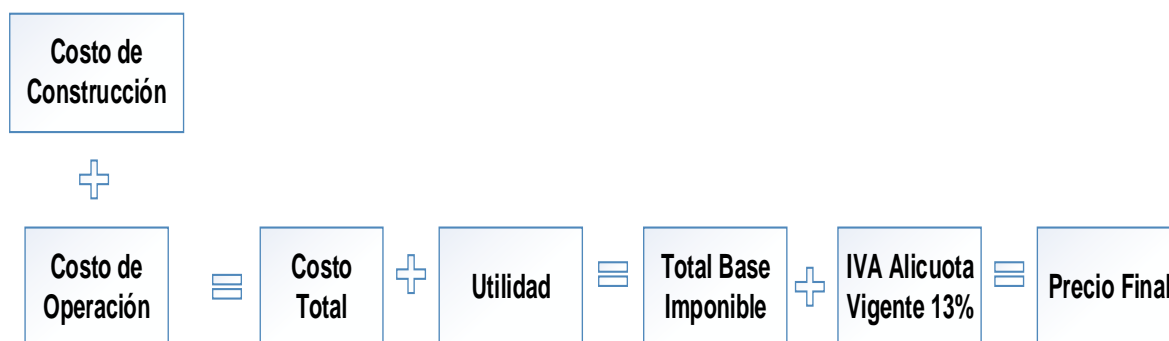 Costo de
Construcción
+
Costo de
Operación
=
Costo
Total
+
Utilidad
=
Total Base
Imponible
+
IVA Alicuota
Vigente 13%
=
Precio Final